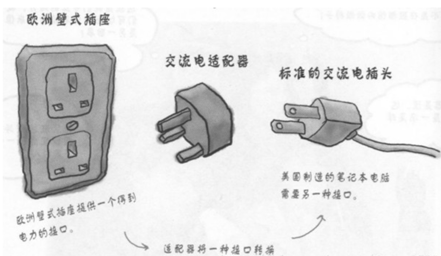 欧洲壁式插座
交流电适配器
标准的交流电插头
欧洲壁式插座提供一个得到
电力的接口。
美国制造的笔记本电脑
需要另一种接口。
适配器将一种接口转换